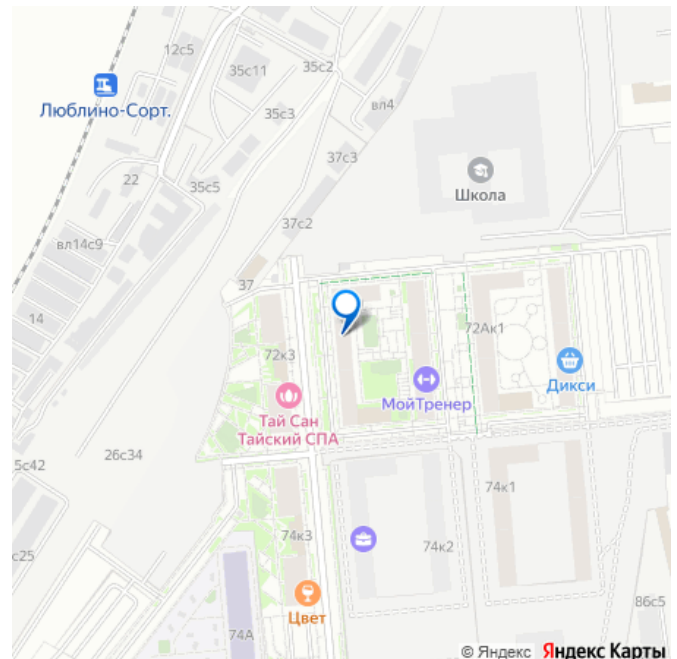 12с5
35с11
35с2
Люблино-Сорт.
35с3
вл4
37с3
22
35с5
Школа
37с2
вл14с9
37
14
72к3
72Ак1
Дикси
МойТренер
Тай Сан
Тайский СПА
5с42
26с34
74к1
74к3
74к2
с25
86с5
Цвет
74А
© Яндекс Яндекс Карты